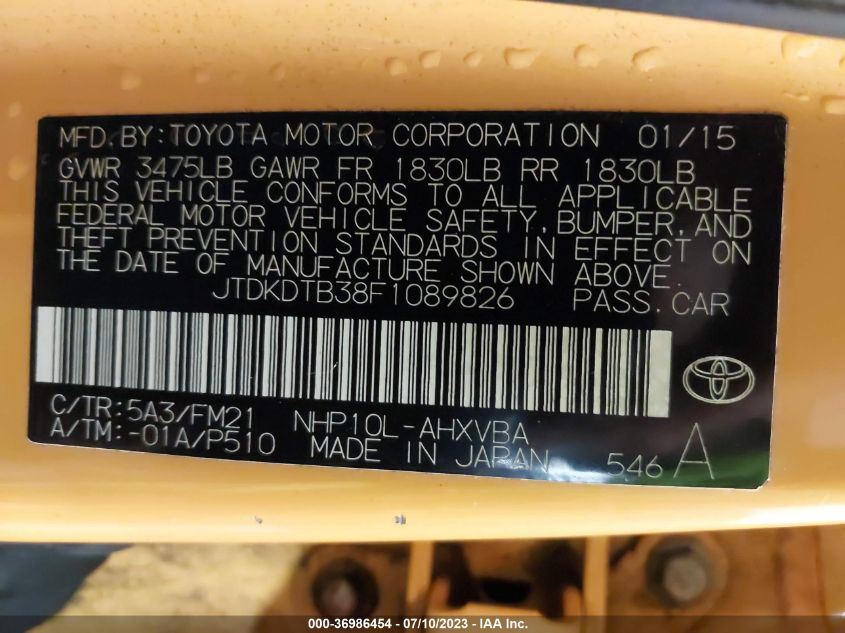 MFD. BY: TOYOTA MOTOR CORPORATION 01/15
GVWR 3475LB GAWR FR 1830LB RR 1830LB
THIS VEHICLE CONFORMS TO ALL APPLICABLE
FEDERAL MOTOR VEHICLE SAFETY, BUMPER, AND
THEFT PREVENTION STANDARDS IN EFFECT ON
THE DATE OF MANUFACTURE SHOWN ABOVE.
JTDKDTB38F1089826 PASS. CAR
C/TR: 5A3/FM21 NHP10L-AHXVBA
A/TM: -01A/P510 MADE IN JAPAN 546 A
000-36986454 - 07/10/2023 - IAA Inc.